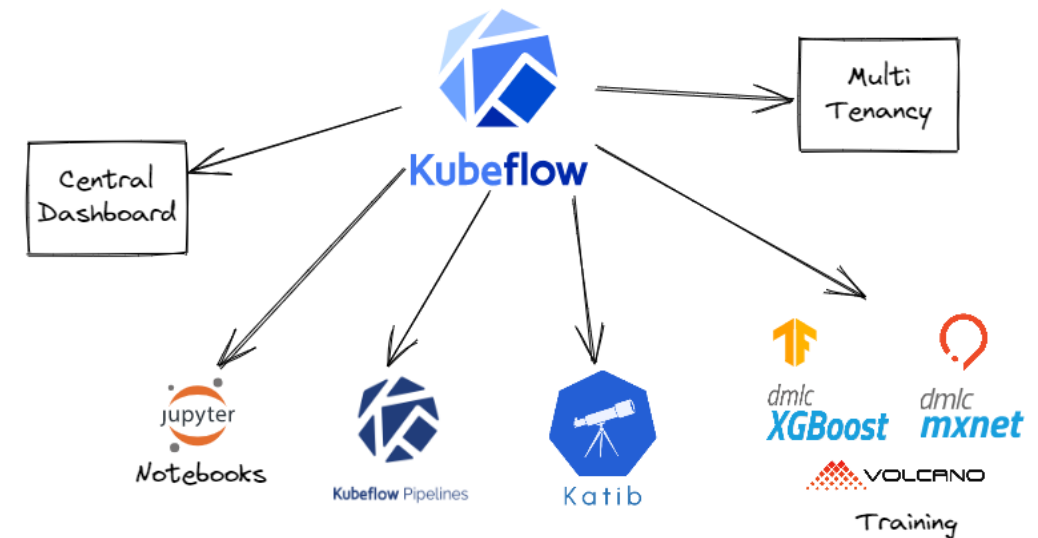 Kubeflow
Multi
Tenancy
Central
Dashboard
jupyter
Notebooks
Kubeflow Pipelines
Katib
dmlc
XGBoost
dmlc
mxnet
VOLCANO
Training